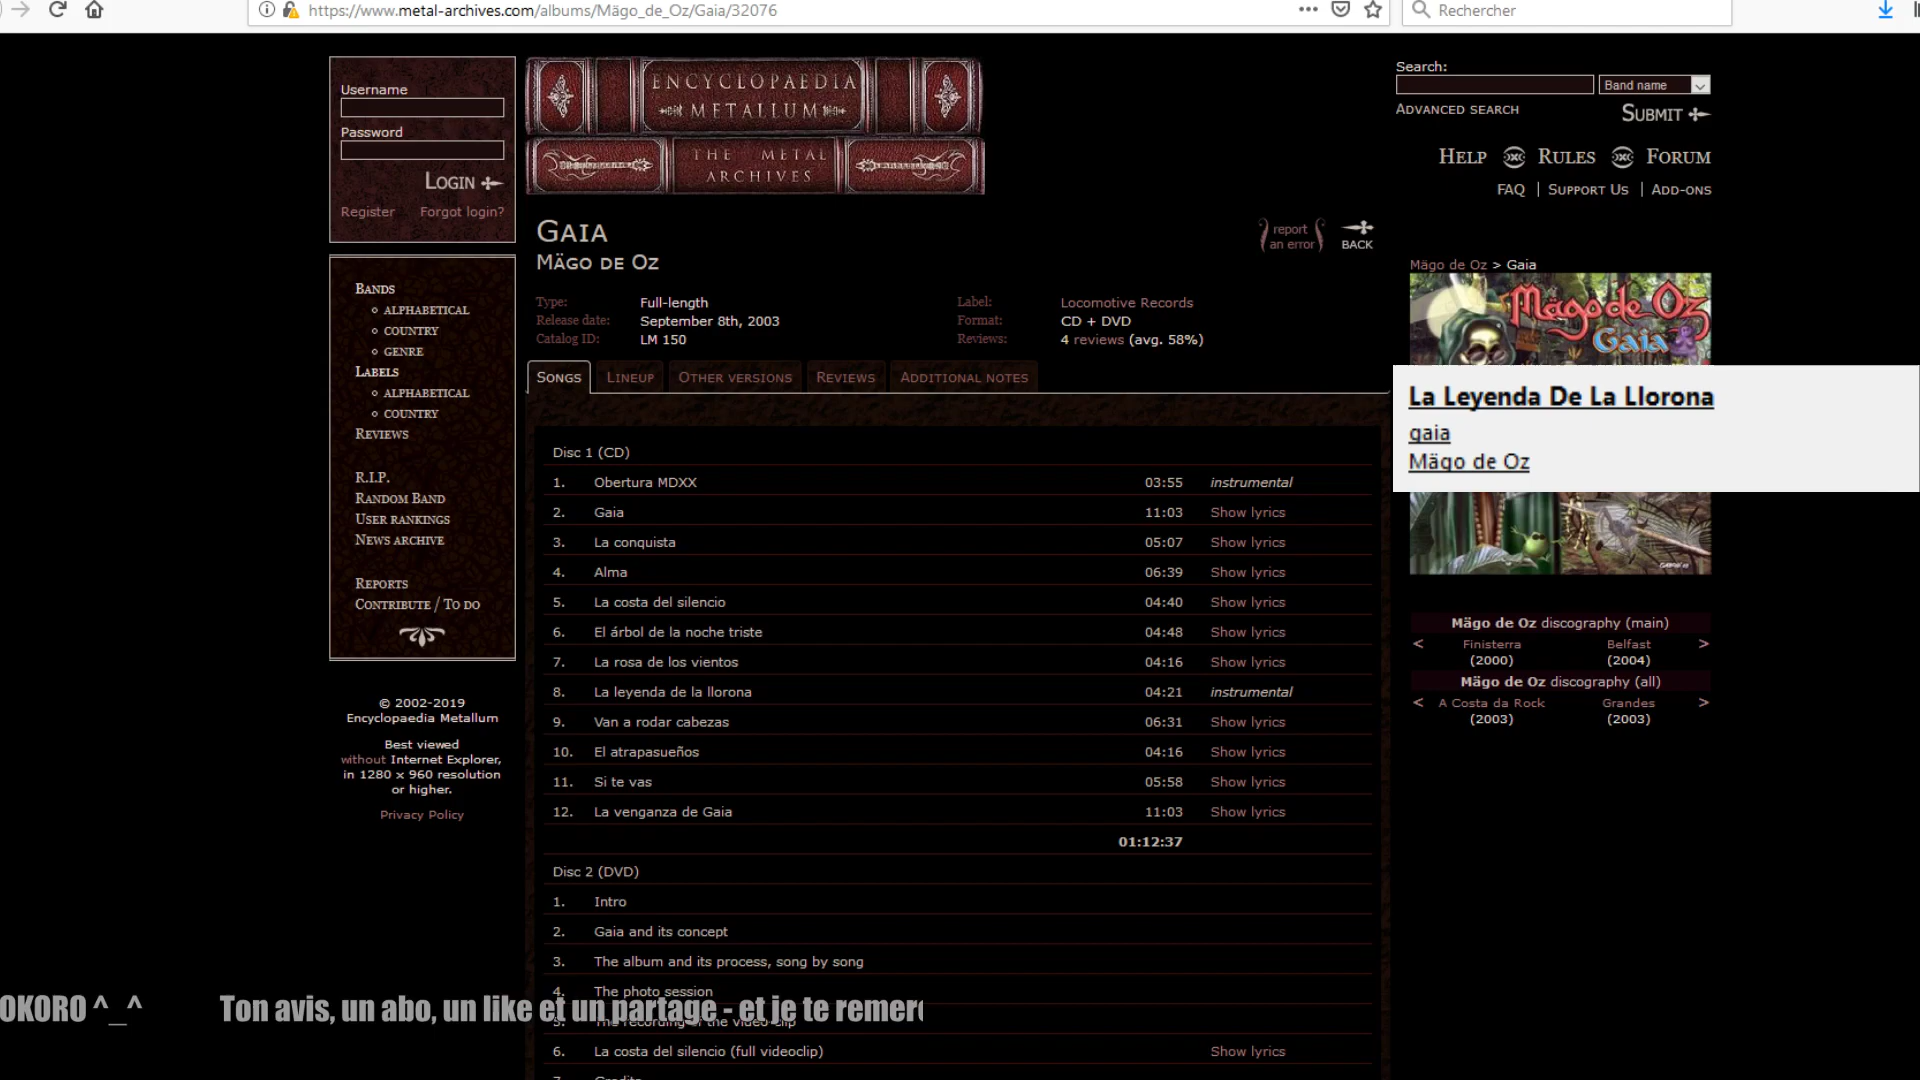 https://www.metal-archives.com/albums/Mägo_de_Oz/Gaia/32076
Rechercher
Username
Password
LOGIN
Register Forgot login?
BANDS
ALPHABETICAL
COUNTRY
GENRE
LABELS
ALPHABETICAL
COUNTRY
REVIEWS
R.I.P.
RANDOM BAND
USER RANKINGS
NEWS ARCHIVE
REPORTS
CONTRIBUTE / TO DO
© 2002-2019
Encyclopaedia Metallum
Best viewed
without Internet Explorer,
in 1280 x 960 resolution
or higher.
Privacy Policy
ENCYCLOPAEDIA
METALLUM
THE METAL
ARCHIVES
GAIA
MÄGO DE OZ
report
an error
BACK
Type: Full-length
Release date: September 8th, 2003
Catalog ID: LM 150
Label: Locomotive Records
Format: CD + DVD
Reviews: 4 reviews (avg. 58%)
SONGS LINEUP OTHER VERSIONS REVIEWS ADDITIONAL NOTES
Disc 1 (CD)
1. Obertura MDXX 03:55 instrumental
2. Gaia 11:03 Show lyrics
3. La conquista 05:07 Show lyrics
4. Alma 06:39 Show lyrics
5. La costa del silencio 04:40 Show lyrics
6. El árbol de la noche triste 04:48 Show lyrics
7. La rosa de los vientos 04:16 Show lyrics
8. La leyenda de la llorona 04:21 instrumental
9. Van a rodar cabezas 06:31 Show lyrics
10. El atrapasueños 04:16 Show lyrics
11. Si te vas 05:58 Show lyrics
12. La venganza de Gaia 11:03 Show lyrics
01:12:37
Disc 2 (DVD)
1. Intro
2. Gaia and its concept
3. The album and its process, song by song
4. The photo session
5. The recording of the video clip
6. La costa del silencio (full videoclip) Show lyrics
OKORO ^_^ Ton avis, un abo, un like et un partage - et je te remer
Search:
Band name
ADVANCED SEARCH
SUBMIT
HELP RULES FORUM
FAQ | SUPPORT US | ADD-ONS
Mägo de Oz > Gaia
Mägo de Oz
Gaia
La Leyenda De La Llorona
gaia
Mägo de Oz
Mägo de Oz discography (main)
< Finisterra Belfast >
(2000) (2004)
Mägo de Oz discography (all)
< A Costa da Rock Grandes >
(2003) (2003)